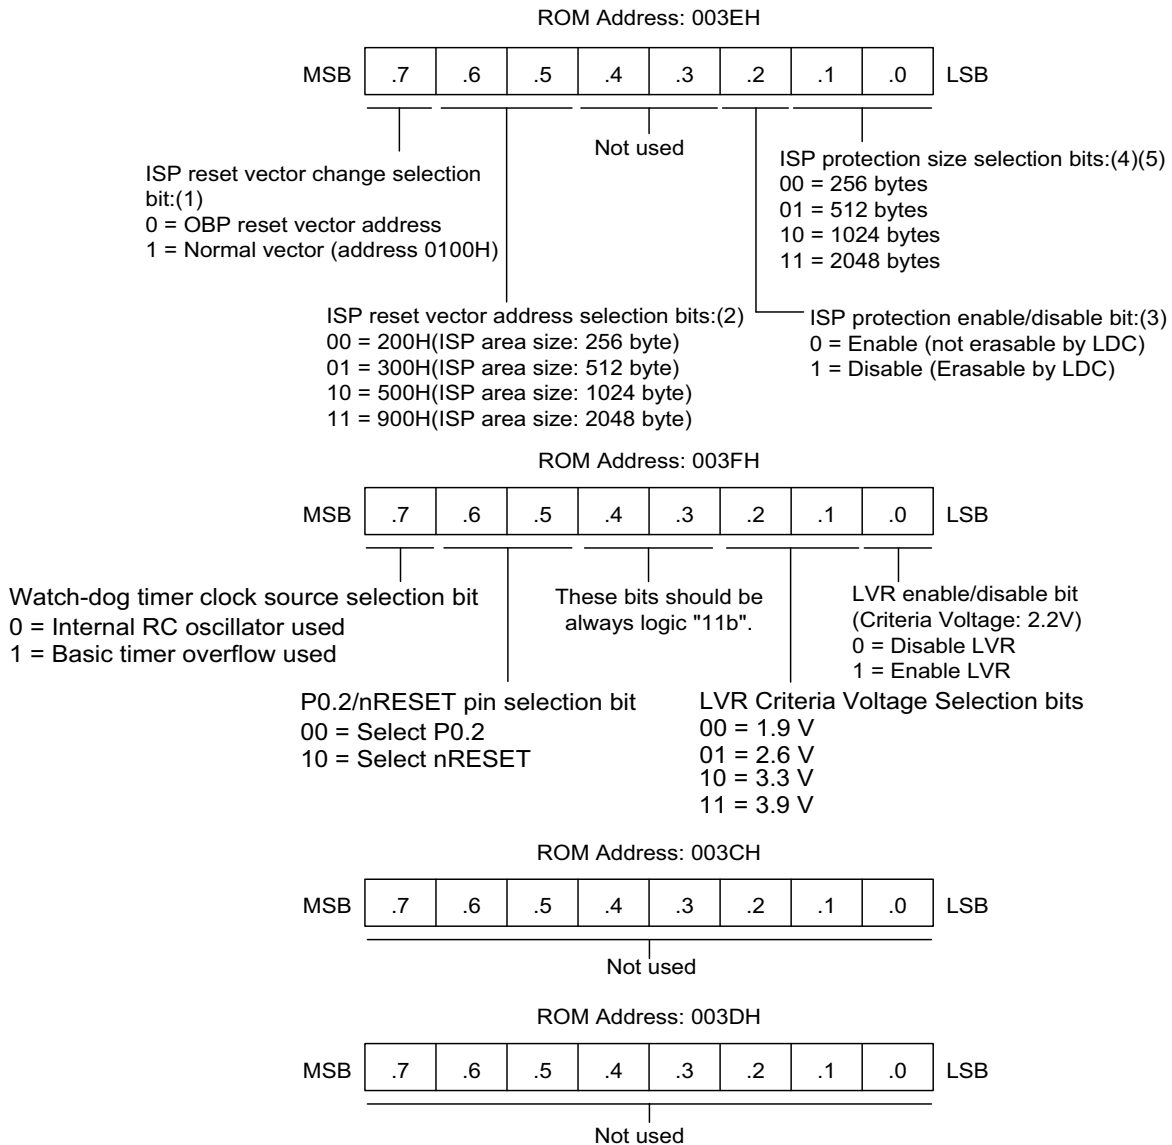 ROM Address: 003EH
MSB .7 .6 .5 .4 .3 .2 .1 .0 LSB
ISP reset vector change selection
bit:(1)
0 = OBP reset vector address
1 = Normal vector (address 0100H)
Not used
ISP protection size selection bits:(4)(5)
00 = 256 bytes
01 = 512 bytes
10 = 1024 bytes
11 = 2048 bytes
ISP reset vector address selection bits:(2)
00 = 200H(ISP area size: 256 byte)
01 = 300H(ISP area size: 512 byte)
10 = 500H(ISP area size: 1024 byte)
11 = 900H(ISP area size: 2048 byte)
ISP protection enable/disable bit:(3)
0 = Enable (not erasable by LDC)
1 = Disable (Erasable by LDC)
ROM Address: 003FH
MSB .7 .6 .5 .4 .3 .2 .1 .0 LSB
Watch-dog timer clock source selection bit
0 = Internal RC oscillator used
1 = Basic timer overflow used
These bits should be
always logic "11b".
LVR enable/disable bit
(Criteria Voltage: 2.2V)
0 = Disable LVR
1 = Enable LVR
P0.2/nRESET pin selection bit
00 = Select P0.2
10 = Select nRESET
LVR Criteria Voltage Selection bits
00 = 1.9 V
01 = 2.6 V
10 = 3.3 V
11 = 3.9 V
ROM Address: 003CH
MSB .7 .6 .5 .4 .3 .2 .1 .0 LSB
Not used
ROM Address: 003DH
MSB .7 .6 .5 .4 .3 .2 .1 .0 LSB
Not used